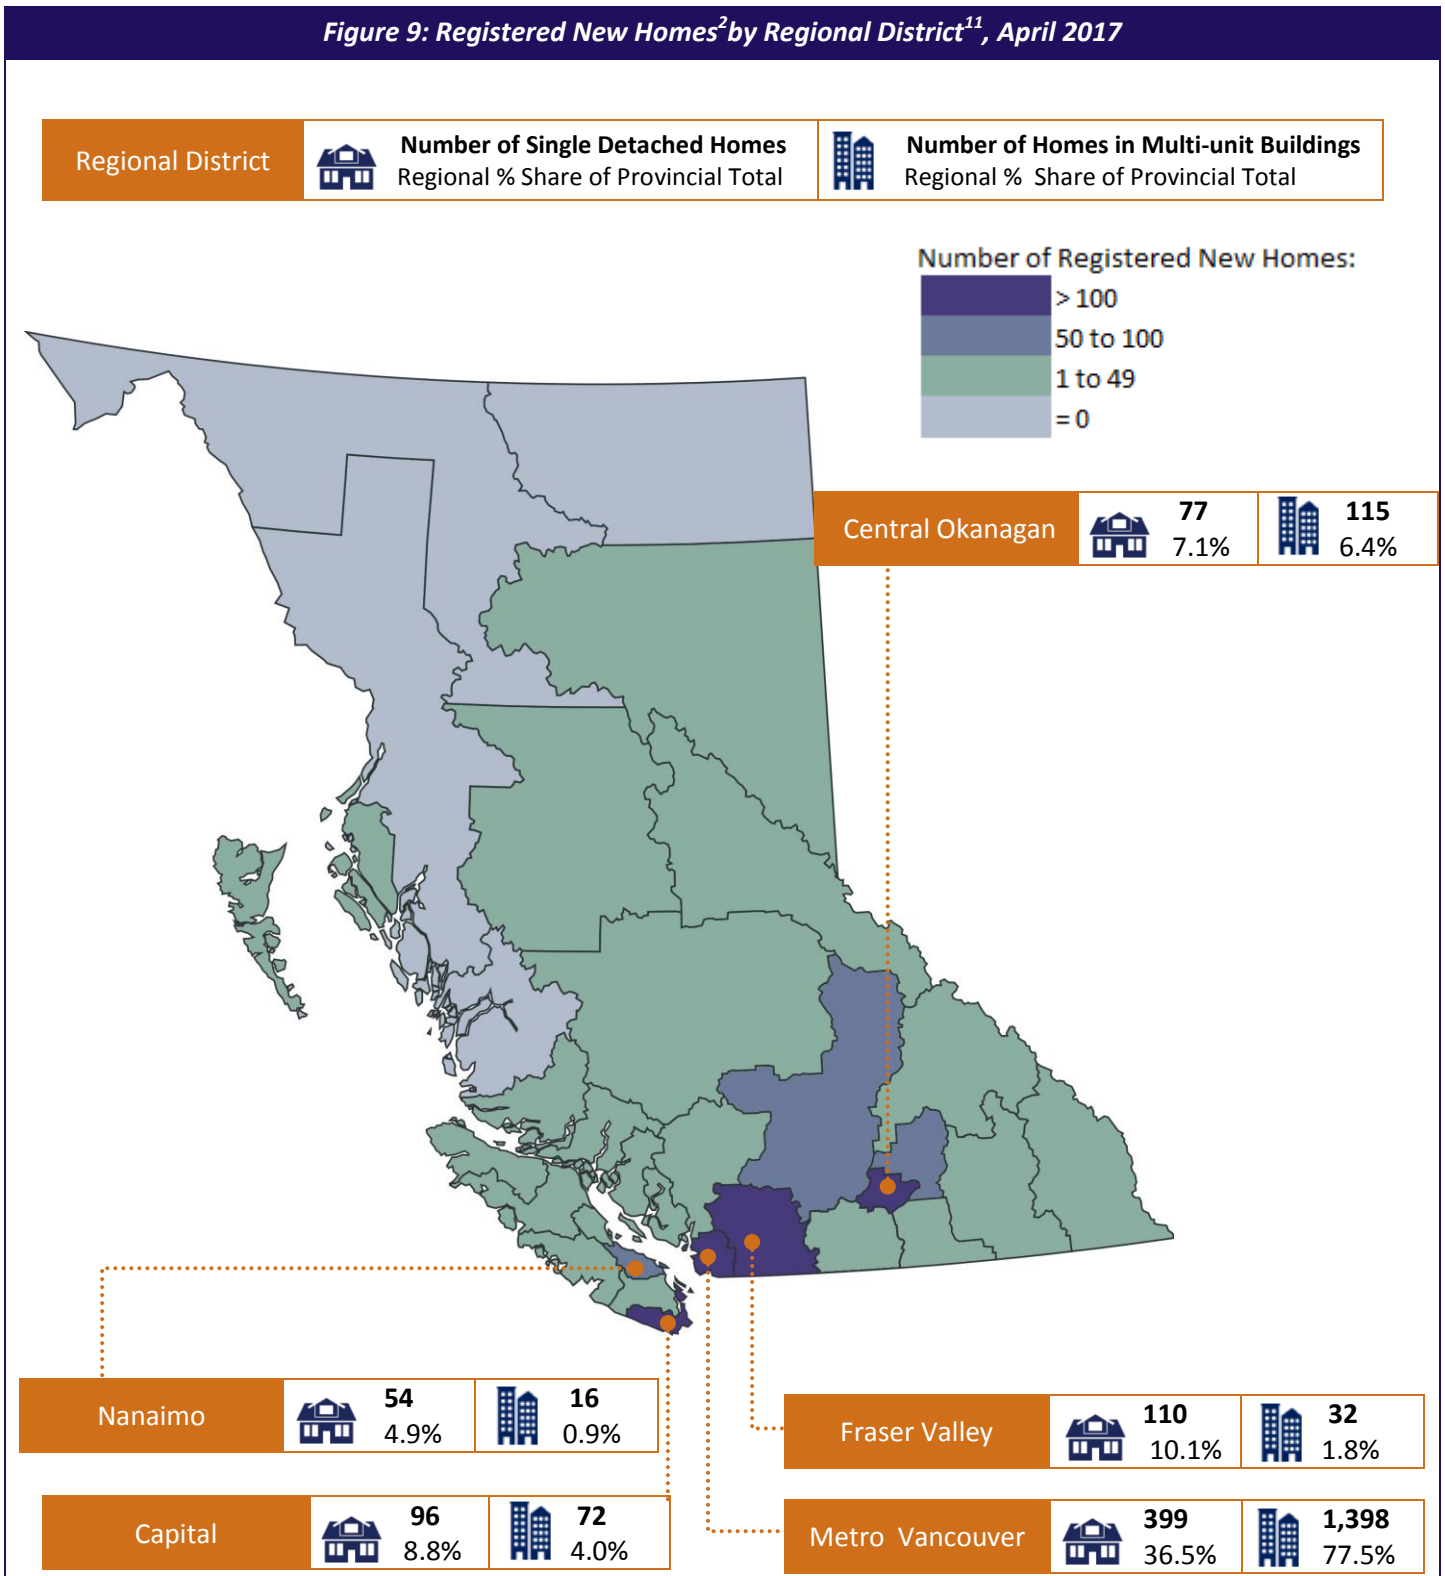 Figure 9: Registered New Homes2 by Regional District11, April 2017
Regional District
Number of Single Detached Homes
Regional % Share of Provincial Total
Number of Homes in Multi-unit Buildings
Regional % Share of Provincial Total
Number of Registered New Homes:
> 100
50 to 100
1 to 49
= 0
Central Okanagan
77
7.1%
115
6.4%
Nanaimo
54
4.9%
16
0.9%
Fraser Valley
110
10.1%
32
1.8%
Capital
96
8.8%
72
4.0%
Metro Vancouver
399
36.5%
1,398
77.5%